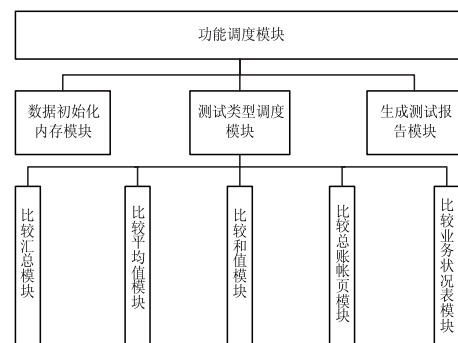 功能调度模块
数据初始化
内存模块
测试类型调度
模块
生成测试报
告模块
比较汇总模块
比较平均值模块
比较和值模块
比较总账帐页模块
比较业务状况表模块